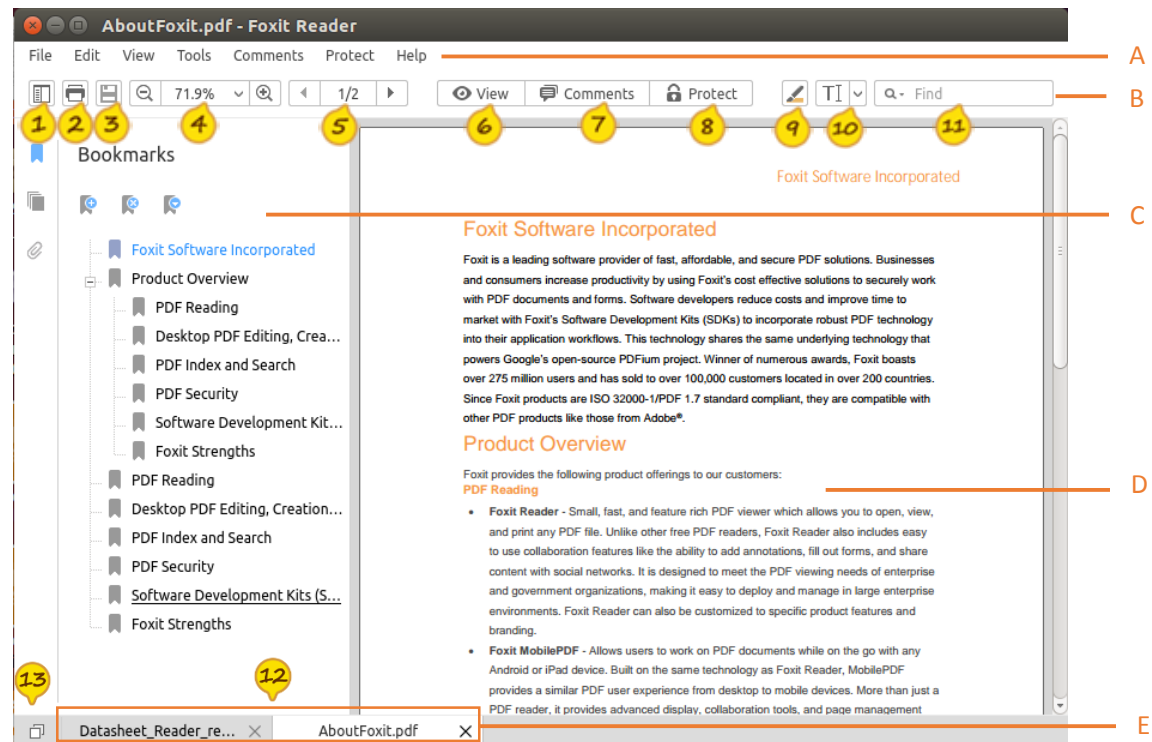 AboutFoxit.pdf - Foxit Reader
File Edit View Tools Comments Protect Help
A
71.9% 1/2 View Comments Protect TI Find
B
1 2 3 4 5 6 7 8 9 10 11
Bookmarks
Foxit Software Incorporated
Product Overview
PDF Reading
Desktop PDF Editing, Crea...
PDF Index and Search
PDF Security
Software Development Kit...
Foxit Strengths
PDF Reading
Desktop PDF Editing, Creation...
PDF Index and Search
PDF Security
Software Development Kits (S...
Foxit Strengths
Foxit Software Incorporated
C
Foxit Software Incorporated
Foxit is a leading software provider of fast, affordable, and secure PDF solutions. Businesses
and consumers increase productivity by using Foxit's cost effective solutions to securely work
with PDF documents and forms. Software developers reduce costs and improve time to
market with Foxit's Software Development Kits (SDKs) to incorporate robust PDF technology
into their application workflows. This technology shares the same underlying technology that
powers Google's open-source PDFium project. Winner of numerous awards, Foxit boasts
over 275 million users and has sold to over 100,000 customers located in over 200 countries.
Since Foxit products are ISO 32000-1/PDF 1.7 standard compliant, they are compatible with
other PDF products like those from Adobe®.
Product Overview
Foxit provides the following product offerings to our customers:
PDF Reading
D
• Foxit Reader - Small, fast, and feature rich PDF viewer which allows you to open, view,
and print any PDF file. Unlike other free PDF readers, Foxit Reader also includes easy
to use collaboration features like the ability to add annotations, fill out forms, and share
content with social networks. It is designed to meet the PDF viewing needs of enterprise
and government organizations, making it easy to deploy and manage in large enterprise
environments. Foxit Reader can also be customized to specific product features and
branding.
• Foxit MobilePDF - Allows users to work on PDF documents while on the go with any
Android or iPad device. Built on the same technology as Foxit Reader, MobilePDF
provides a similar PDF user experience from desktop to mobile devices. More than just a
PDF reader, it provides advanced display, collaboration tools, and page management
13 12
Datasheet_Reader_re... AboutFoxit.pdf
E